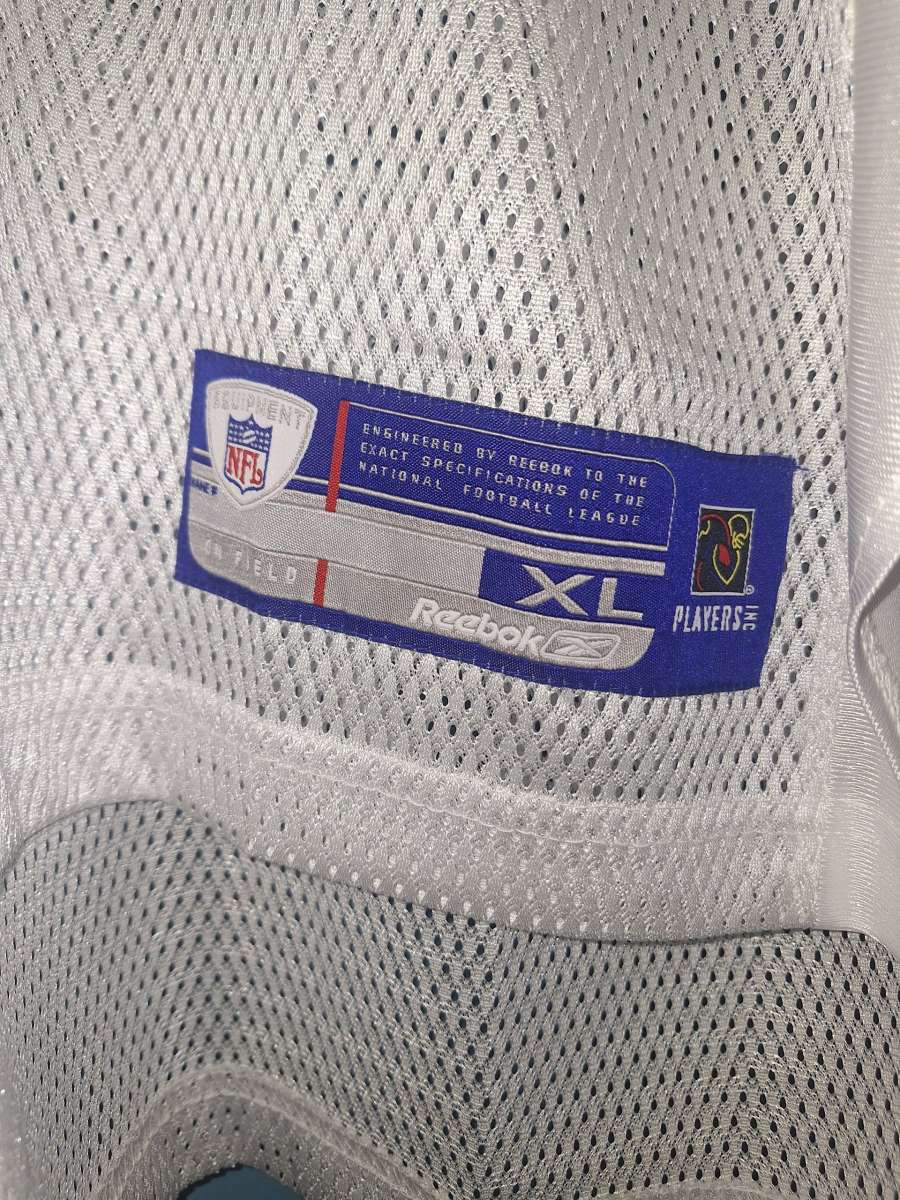 EQUIPMENT
NFL
ENGINEERED BY REEBOK TO THE
EXACT SPECIFICATIONS OF THE
NATIONAL FOOTBALL LEAGUE
ON FIELD
XL
Reebok
PLAYERS INC